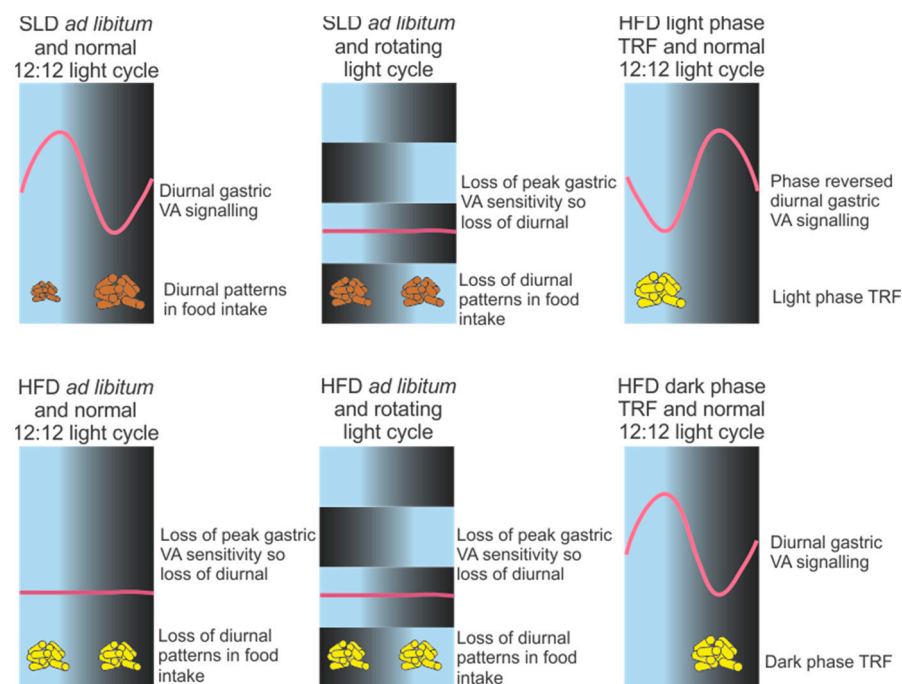 SLD ad libitum
and normal
12:12 light cycle
Diurnal gastric
VA signalling
Diurnal patterns
in food intake
SLD ad libitum
and rotating
light cycle
Loss of peak gastric
VA sensitivity so
loss of diurnal
Loss of diurnal
patterns in food
intake
HFD light phase
TRF and normal
12:12 light cycle
Phase reversed
diurnal gastric
VA signalling
Light phase TRF
HFD ad libitum
and normal
12:12 light cycle
Loss of peak gastric
VA sensitivity so
loss of diurnal
Loss of diurnal
patterns in food
intake
HFD ad libitum
and rotating
light cycle
Loss of peak gastric
VA sensitivity so
loss of diurnal
Loss of diurnal
patterns in food
intake
HFD dark phase
TRF and normal
12:12 light cycle
Diurnal gastric
VA signalling
Dark phase TRF